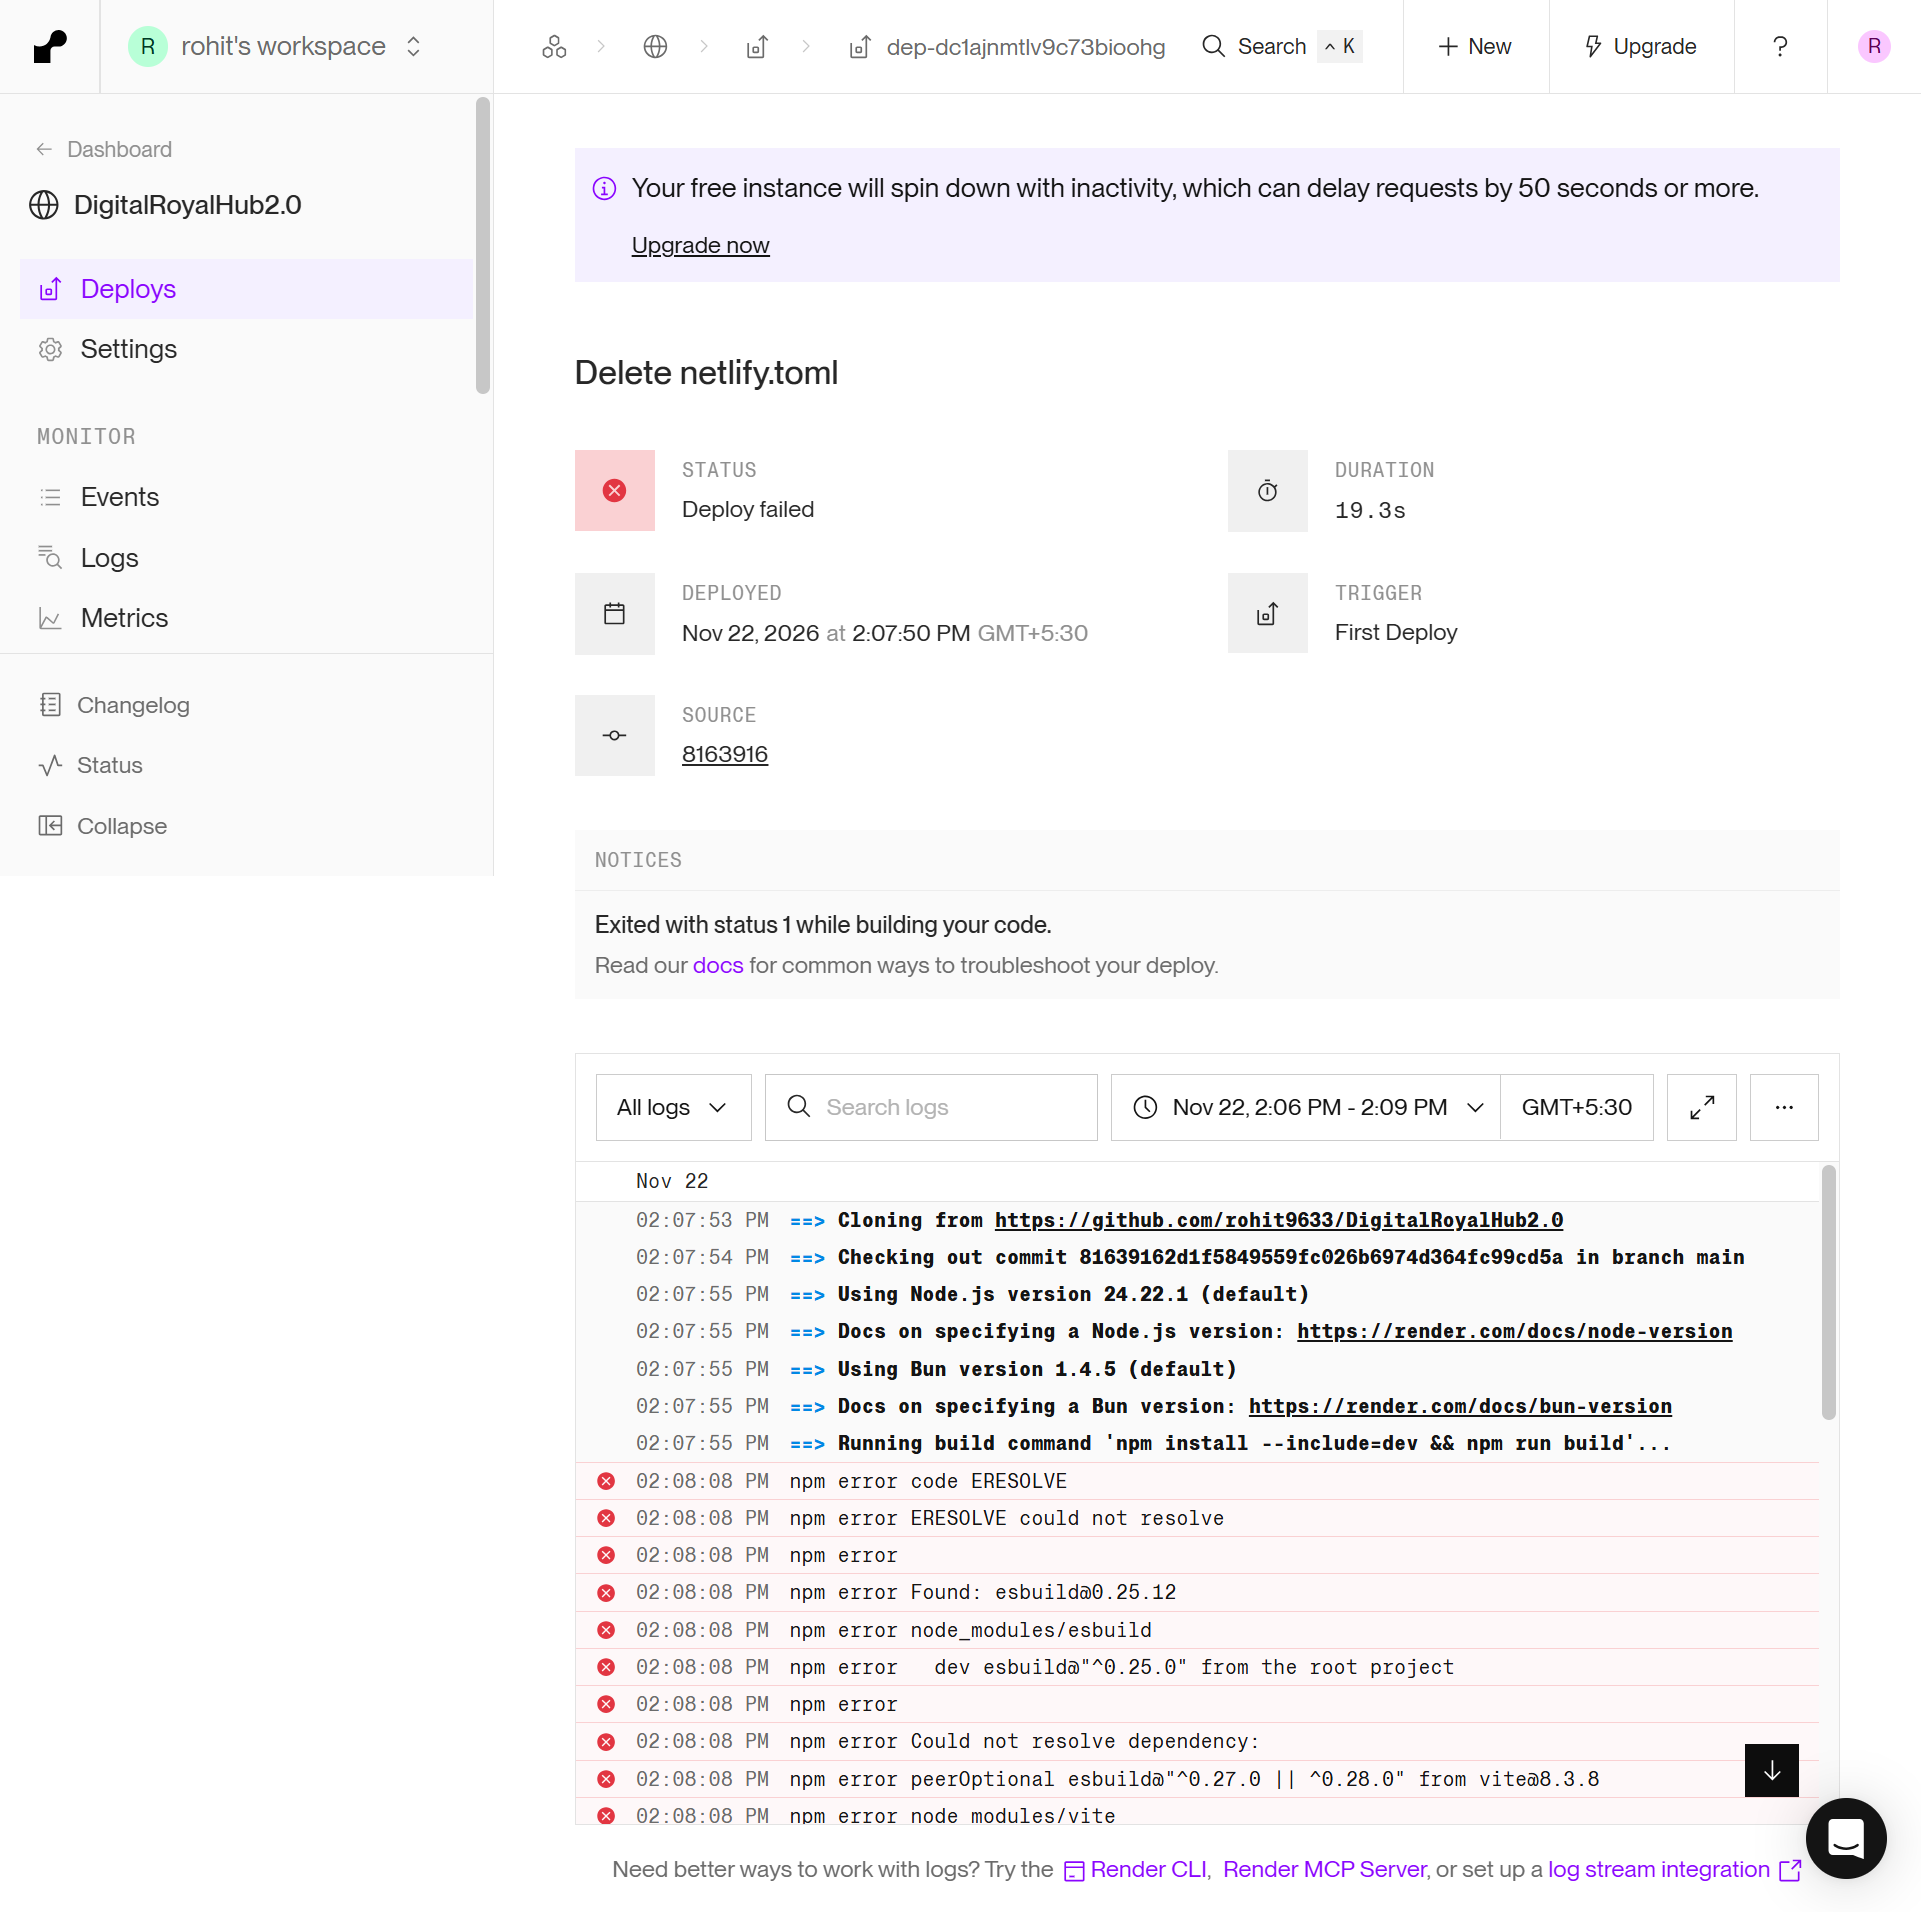 R rohit's workspace
dep-dc1ajnmtlv9c73bioohg
Search ^ K
New
Upgrade
?
R
Dashboard
DigitalRoyalHub2.0
Deploys
Settings
MONITOR
Events
Logs
Metrics
Changelog
Status
Collapse
Your free instance will spin down with inactivity, which can delay requests by 50 seconds or more.
Upgrade now
Delete netlify.toml
STATUS
Deploy failed
DURATION
19.3s
DEPLOYED
Nov 22, 2026 at 2:07:50 PM GMT+5:30
TRIGGER
First Deploy
SOURCE
8163916
NOTICES
Exited with status 1 while building your code.
Read our docs for common ways to troubleshoot your deploy.
All logs
Search logs
Nov 22, 2:06 PM - 2:09 PM
GMT+5:30
...
Nov 22
02:07:53 PM ==> Cloning from https://github.com/rohit9633/DigitalRoyalHub2.0
02:07:54 PM ==> Checking out commit 81639162d1f5849559fc026b6974d364fc99cd5a in branch main
02:07:55 PM ==> Using Node.js version 24.22.1 (default)
02:07:55 PM ==> Docs on specifying a Node.js version: https://render.com/docs/node-version
02:07:55 PM ==> Using Bun version 1.4.5 (default)
02:07:55 PM ==> Docs on specifying a Bun version: https://render.com/docs/bun-version
02:07:55 PM ==> Running build command 'npm install --include=dev && npm run build'...
02:08:08 PM npm error code ERESOLVE
02:08:08 PM npm error ERESOLVE could not resolve
02:08:08 PM npm error
02:08:08 PM npm error Found: esbuild@0.25.12
02:08:08 PM npm error node_modules/esbuild
02:08:08 PM npm error   dev esbuild@"^0.25.0" from the root project
02:08:08 PM npm error
02:08:08 PM npm error Could not resolve dependency:
02:08:08 PM npm error peerOptional esbuild@"^0.27.0 || ^0.28.0" from vite@8.3.8
02:08:08 PM npm error node_modules/vite
Need better ways to work with logs? Try the Render CLI, Render MCP Server, or set up a log stream integration